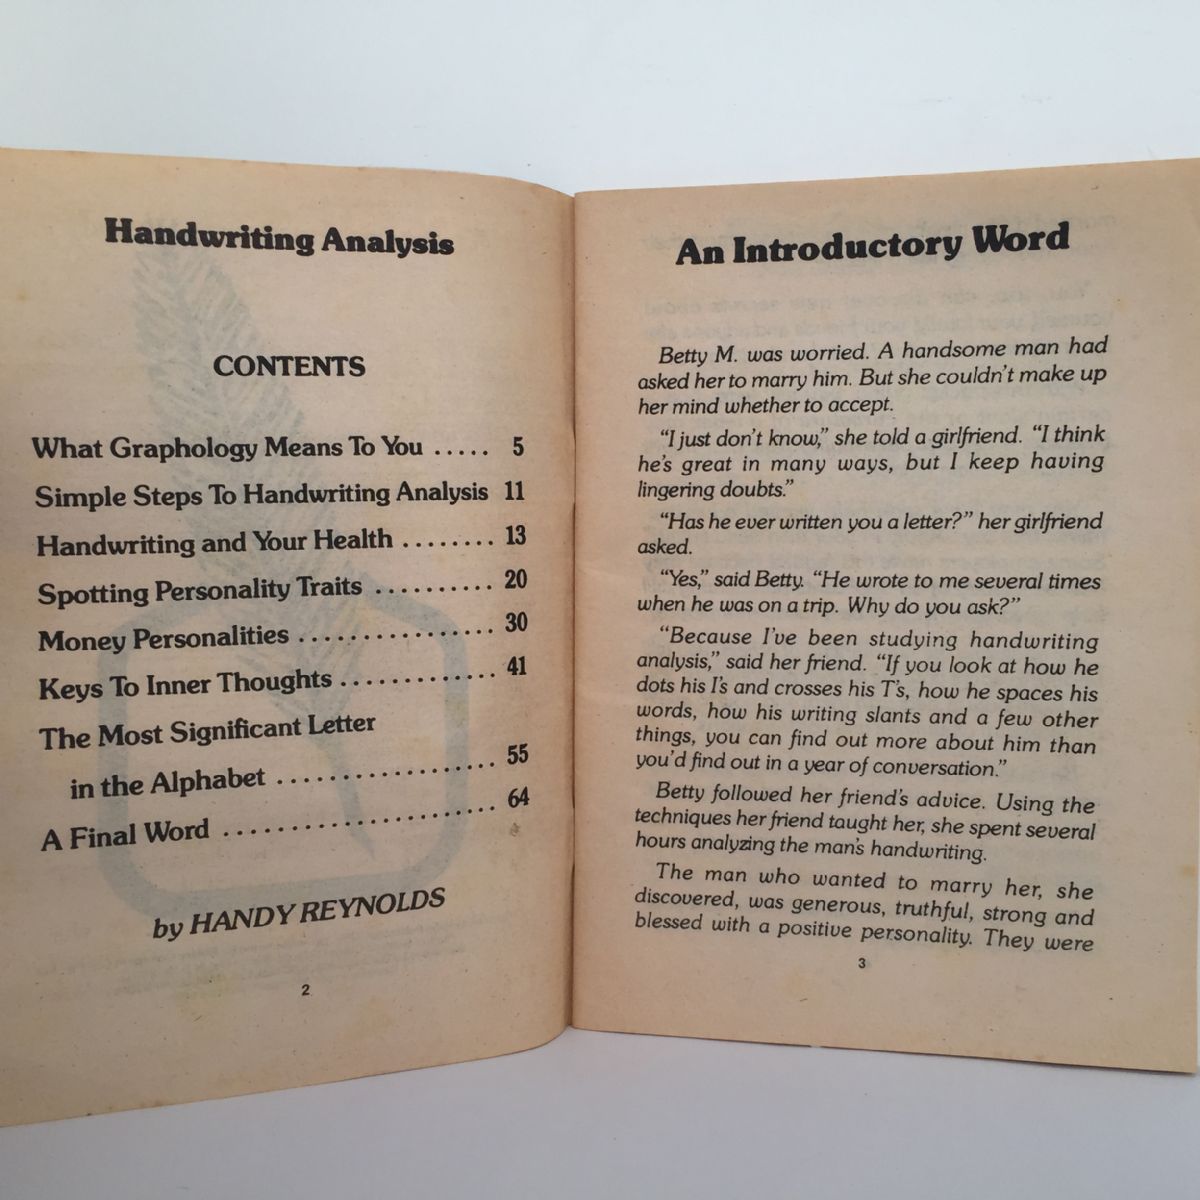 Handwriting Analysis
CONTENTS
What Graphology Means To You ..... 5
Simple Steps To Handwriting Analysis 11
Handwriting and Your Health ........ 13
Spotting Personality Traits .......... 20
Money Personalities ................ 30
Keys To Inner Thoughts ............. 41
The Most Significant Letter
in the Alphabet .................. 55
A Final Word ...................... 64
by HANDY REYNOLDS
2
An Introductory Word
Betty M. was worried. A handsome man had
asked her to marry him. But she couldn't make up
her mind whether to accept.
"I just don't know," she told a girlfriend. "I think
he's great in many ways, but I keep having
lingering doubts."
"Has he ever written you a letter?" her girlfriend
asked.
"Yes," said Betty. "He wrote to me several times
when he was on a trip. Why do you ask?"
"Because I've been studying handwriting
analysis," said her friend. "If you look at how he
dots his I's and crosses his T's, how he spaces his
words, how his writing slants and a few other
things, you can find out more about him than
you'd find out in a year of conversation."
Betty followed her friend's advice. Using the
techniques her friend taught her, she spent several
hours analyzing the man's handwriting.
The man who wanted to marry her, she
discovered, was generous, truthful, strong and
blessed with a positive personality. They were
3